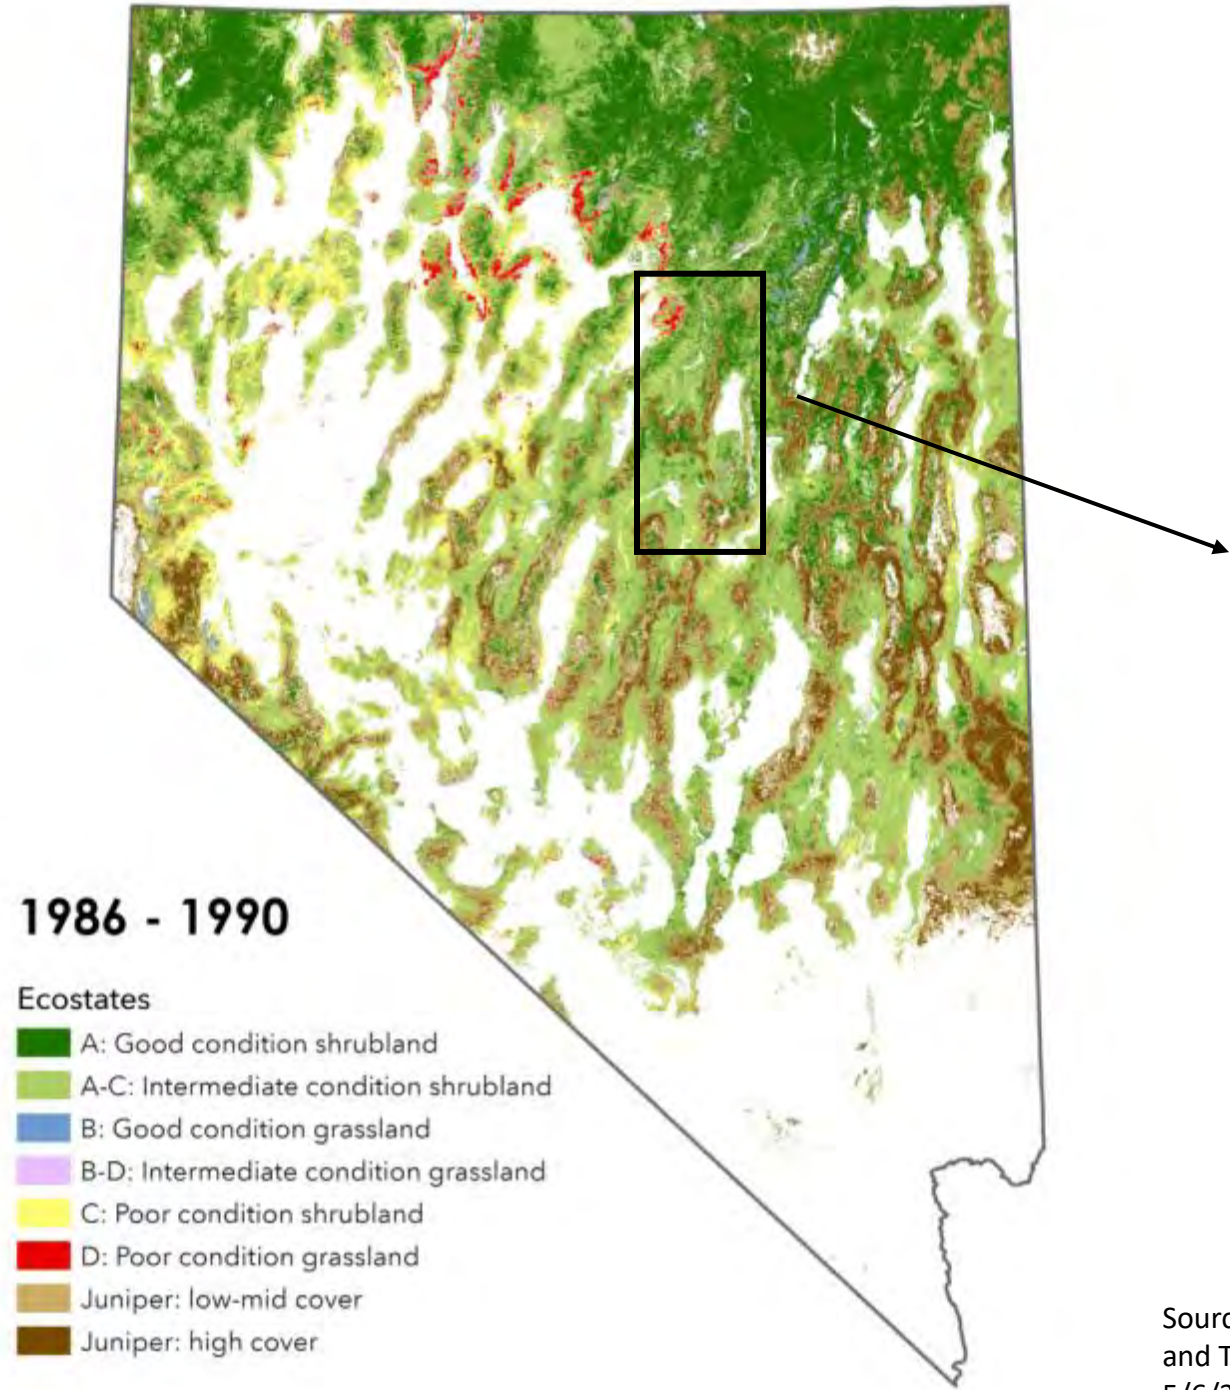 1986 - 1990
Ecostates
A: Good condition shrubland
A-C: Intermediate condition shrubland
B: Good condition grassland
B-D: Intermediate condition grassland
C: Poor condition shrubland
D: Poor condition grassland
Juniper: low-mid cover
Juniper: high cover
and T